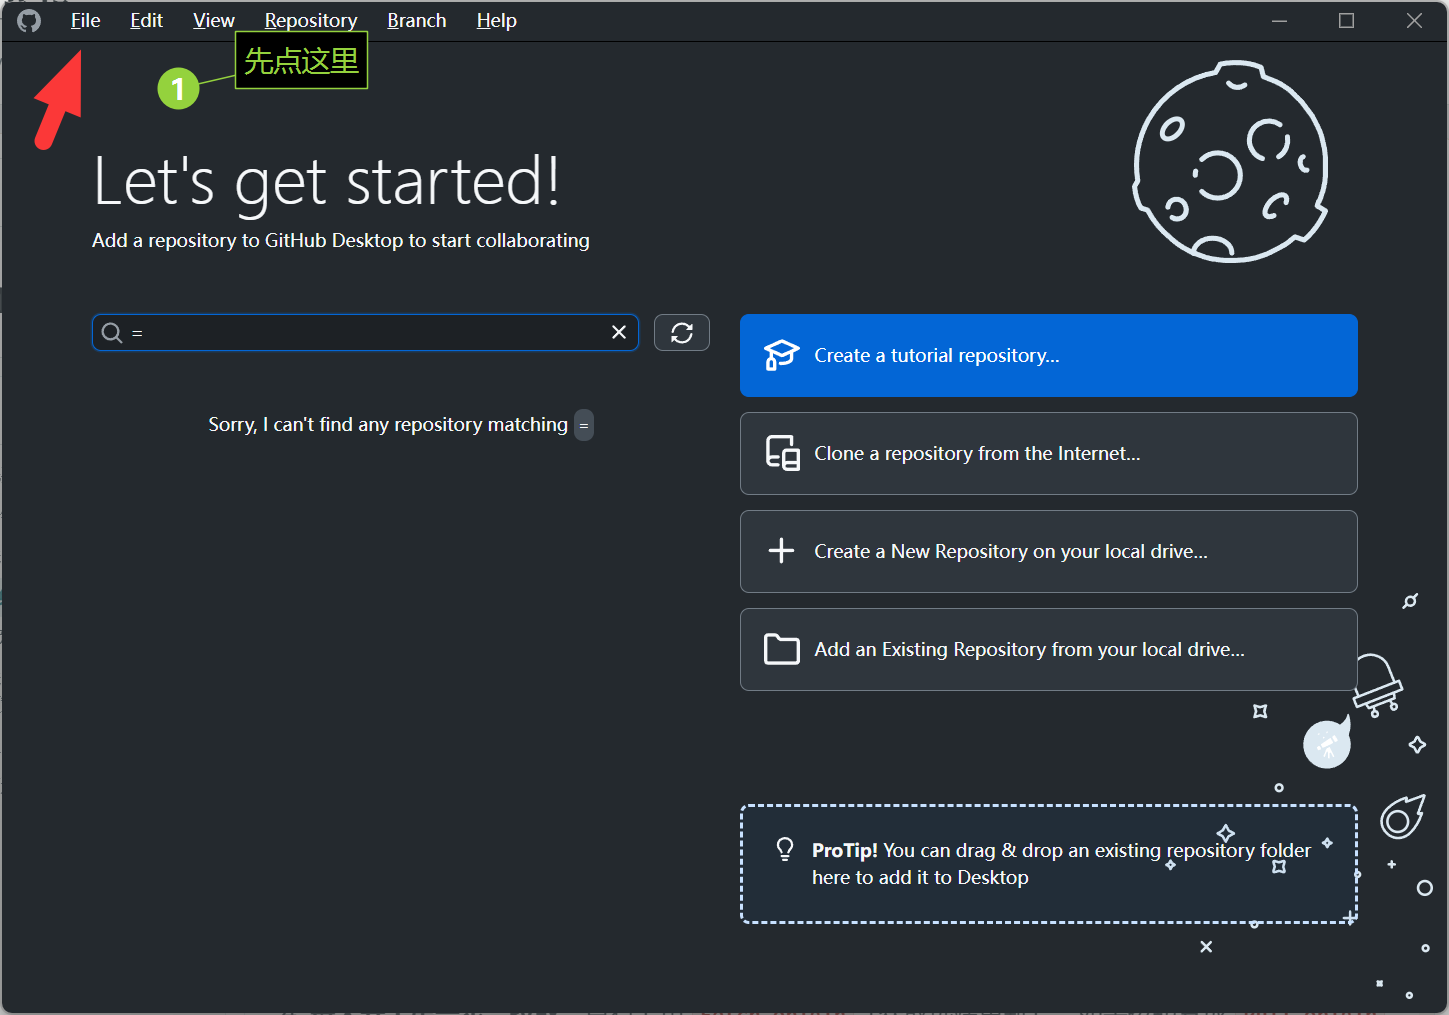 File Edit View Repository Branch Help
先点这里
1
Let's get started!
Add a repository to GitHub Desktop to start collaborating
=
Sorry, I can't find any repository matching =
Create a tutorial repository...
Clone a repository from the Internet...
Create a New Repository on your local drive...
Add an Existing Repository from your local drive...
ProTip! You can drag & drop an existing repository folder
here to add it to Desktop